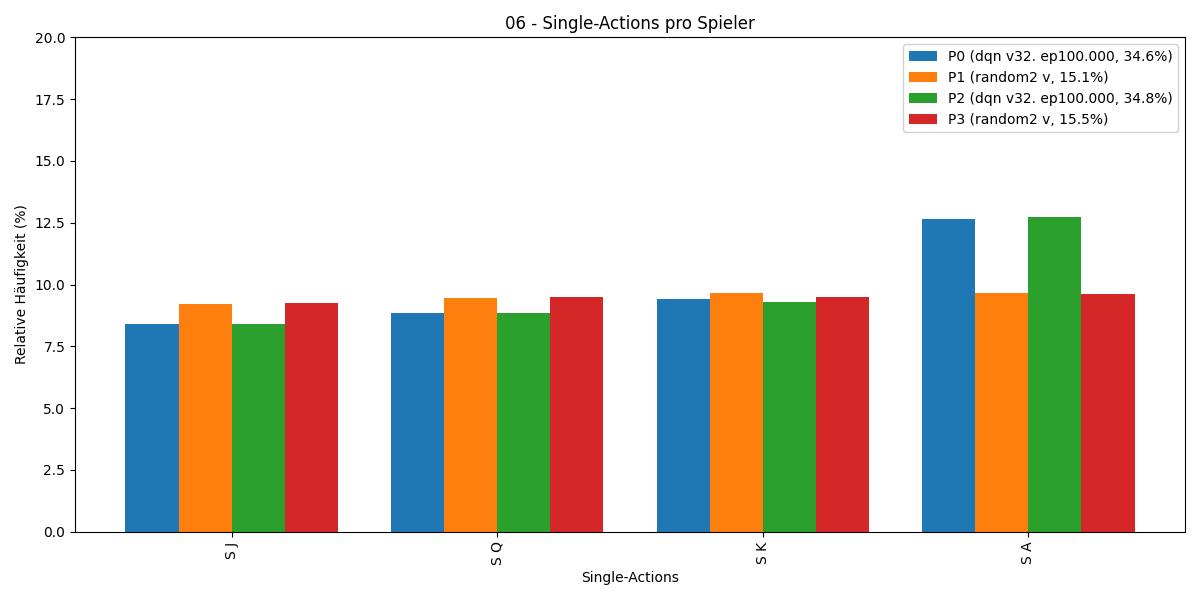 06 - Single-Actions pro Spieler
20.0
17.5
15.0
12.5
10.0
7.5
5.0
2.5
0.0
Relative Häufigkeit (%)
P0 (dqn v32. ep100.000, 34.6%)
P1 (random2 v, 15.1%)
P2 (dqn v32. ep100.000, 34.8%)
P3 (random2 v, 15.5%)
S J
S Q
S K
S A
Single-Actions